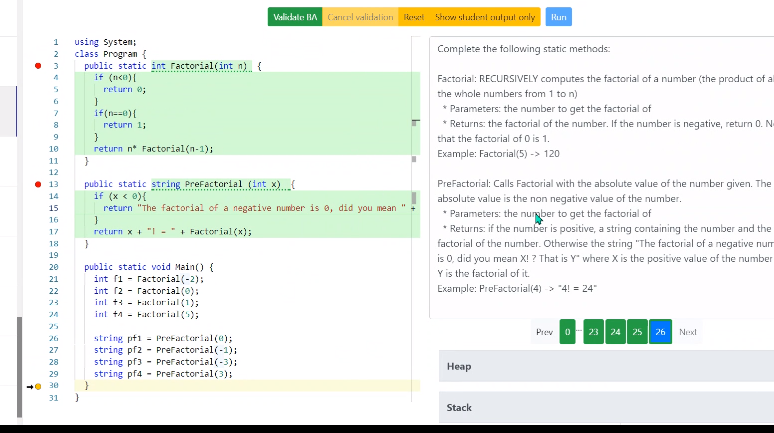 Validate BA Cancel validation Reset Show student output only Run
1 using System;
2 class Program {
3 public static int Factorial(int n) {
4 if (n<0){
5 return 0;
6 }
7 if(n==0){
8 return 1;
9 }
10 return n* Factorial(n-1);
11 }
12
13 public static string PreFactorial (int x) {
14 if (x < 0){
15 return "The factorial of a negative number is 0, did you mean " +
16 }
17 return x + "! = " + Factorial(x);
18 }
19
20 public static void Main() {
21 int f1 = Factorial(-2);
22 int f2 = Factorial(0);
23 int f3 = Factorial(1);
24 int f4 = Factorial(5);
25
26 string pf1 = PreFactorial(0);
27 string pf2 = PreFactorial(-1);
28 string pf3 = PreFactorial(-3);
29 string pf4 = PreFactorial(3);
30 }
31 }
Complete the following static methods:
Factorial: RECURSIVELY computes the factorial of a number (the product of al
the whole numbers from 1 to n)
* Parameters: the number to get the factorial of
* Returns: the factorial of the number. If the number is negative, return 0. No
that the factorial of 0 is 1.
Example: Factorial(5) -> 120
PreFactorial: Calls Factorial with the absolute value of the number given. The
absolute value is the non negative value of the number.
* Parameters: the number to get the factorial of
* Returns: if the number is positive, a string containing the number and the
factorial of the number. Otherwise the string "The factorial of a negative num
is 0, did you mean X! ? That is Y" where X is the positive value of the number
Y is the factorial of it.
Example: PreFactorial(4) -> "4! = 24"
Prev 0 ... 23 24 25 26 Next
Heap
Stack